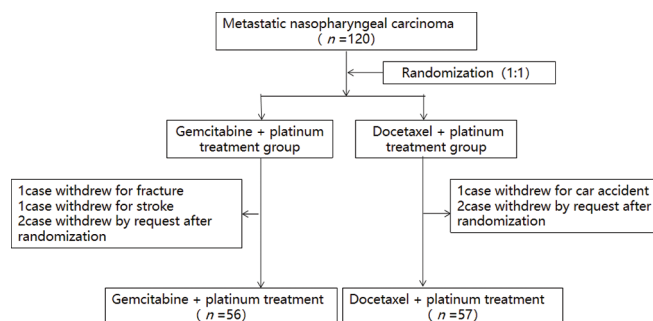 Metastatic nasopharyngeal carcinoma
( n =120)
Randomization (1:1)
Gemcitabine + platinum
treatment group
Docetaxel + platinum
treatment group
1case withdrew for fracture
1case withdrew for stroke
2case withdrew by request after
randomization
1case withdrew for car accident
2case withdrew by request after
randomization
Gemcitabine + platinum treatment
( n =56)
Docetaxel + platinum treatment
( n =57)